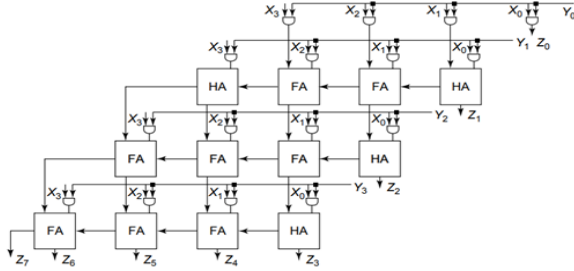 X3 X2 X1 X0 Y0
X3 X2 X1 X0 Y1 Z0
HA FA FA HA
X3 X2 X1 X0 Y2 Z1
FA FA FA HA
X3 X2 X1 X0 Y3 Z2
FA FA FA HA
Z7 Z6 Z5 Z4 Z3